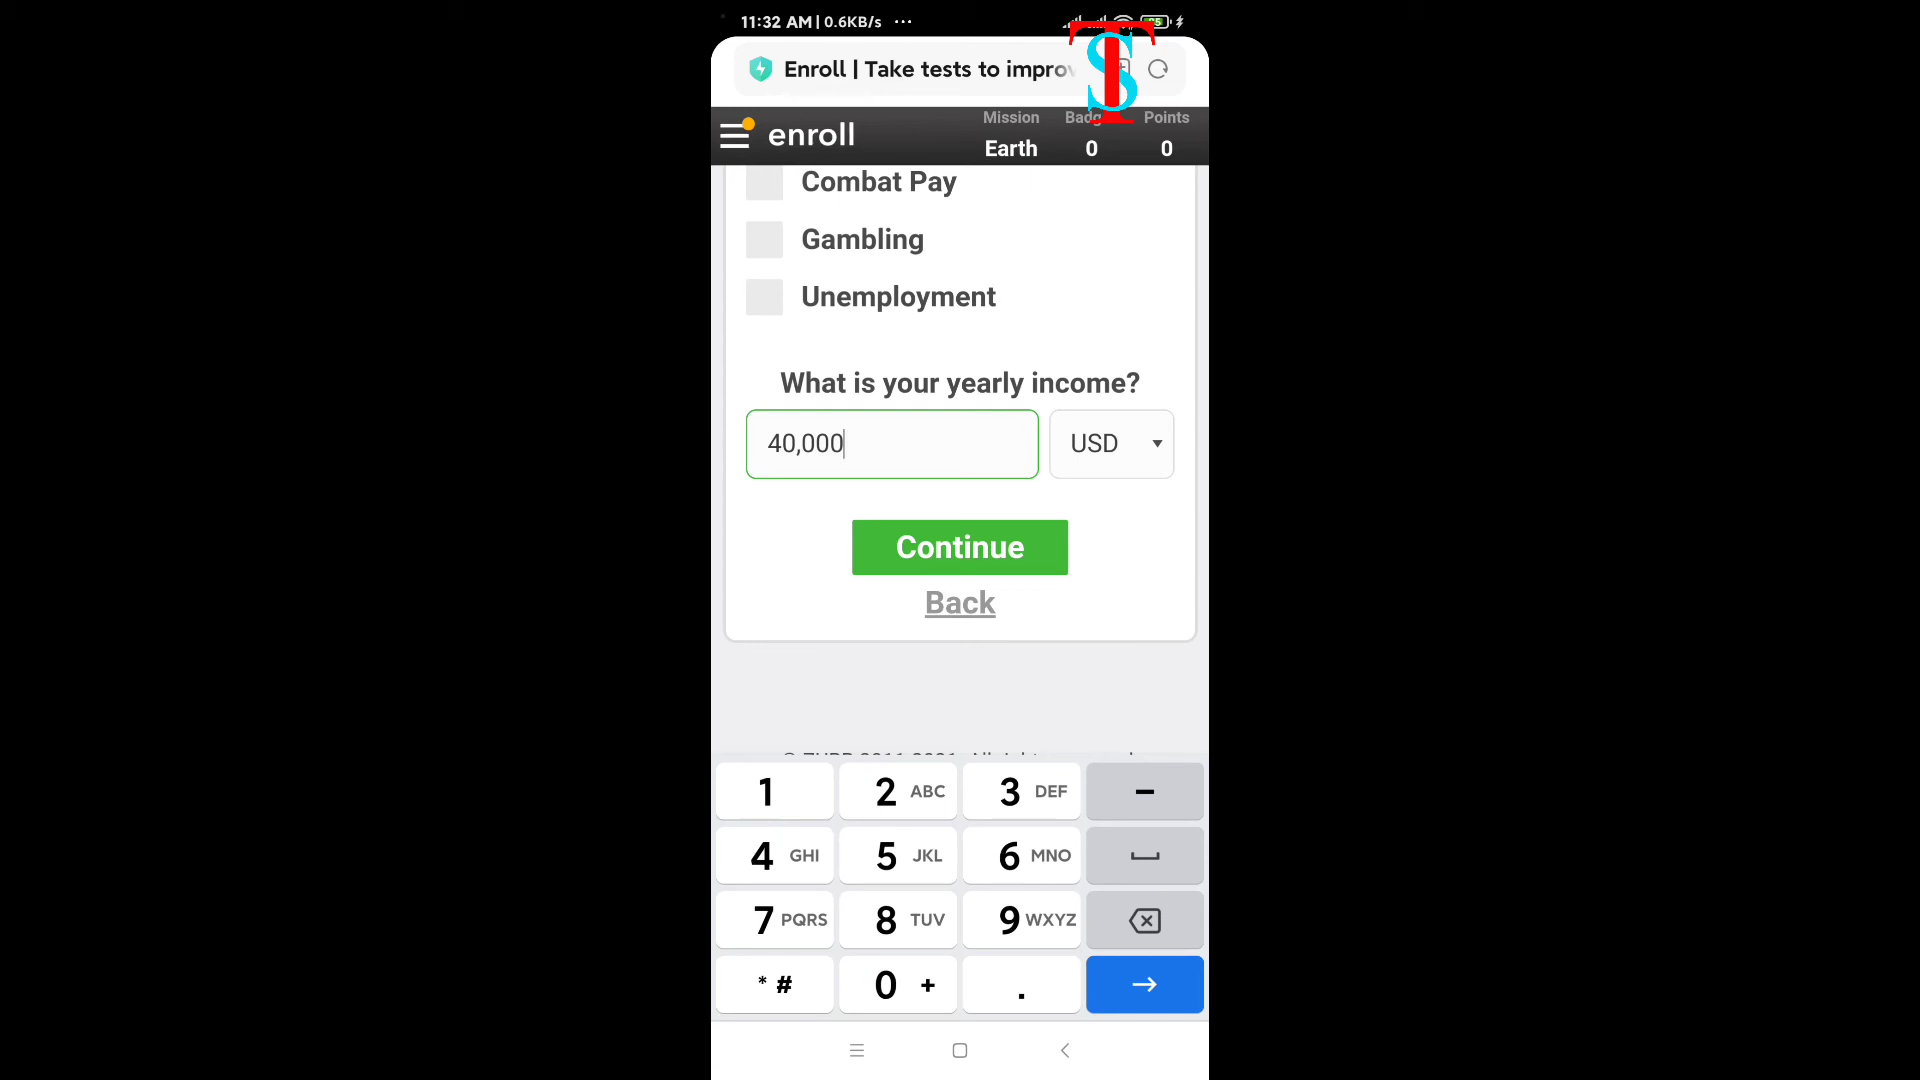 11:32 AM | 0.6KB/s ...
85
Enroll | Take tests to improv
TS
enroll
Mission
Points
Earth
0
0
Combat Pay
Gambling
Unemployment
What is your yearly income?
40,000
USD
Continue
Back
1
2 ABC
3 DEF
-
4 GHI
5 JKL
6 MNO
7 PQRS
8 TUV
9 WXYZ
* #
0 +
.